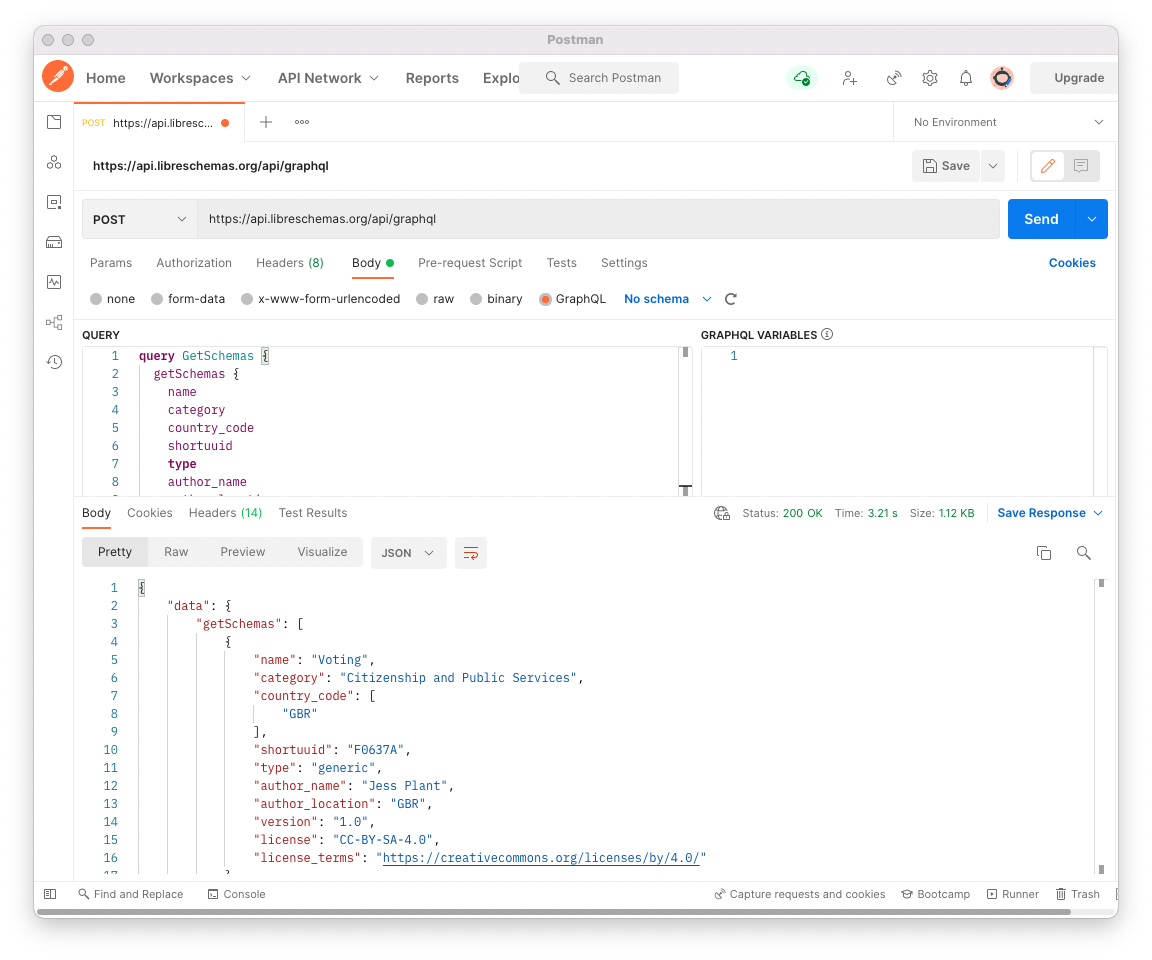 Postman
Home Workspaces API Network Reports Explo Search Postman Upgrade
POST https://api.libresc... No Environment
https://api.libreschemas.org/api/graphql Save
POST https://api.libreschemas.org/api/graphql Send
Params Authorization Headers (8) Body Pre-request Script Tests Settings Cookies
none form-data x-www-form-urlencoded raw binary GraphQL No schema
QUERY GRAPHQL VARIABLES
1 query GetSchemas { 1
2 getSchemas {
3 name
4 category
5 country_code
6 shortuuid
7 type
8 author_name
Body Cookies Headers (14) Test Results Status: 200 OK Time: 3.21 s Size: 1.12 KB Save Response
Pretty Raw Preview Visualize JSON
1 {
2 "data": {
3 "getSchemas": [
4 {
5 "name": "Voting",
6 "category": "Citizenship and Public Services",
7 "country_code": [
8 "GBR"
9 ],
10 "shortuuid": "F0637A",
11 "type": "generic",
12 "author_name": "Jess Plant",
13 "author_location": "GBR",
14 "version": "1.0",
15 "license": "CC-BY-SA-4.0",
16 "license_terms": "https://creativecommons.org/licenses/by/4.0/"
Find and Replace Console Capture requests and cookies Bootcamp Runner Trash